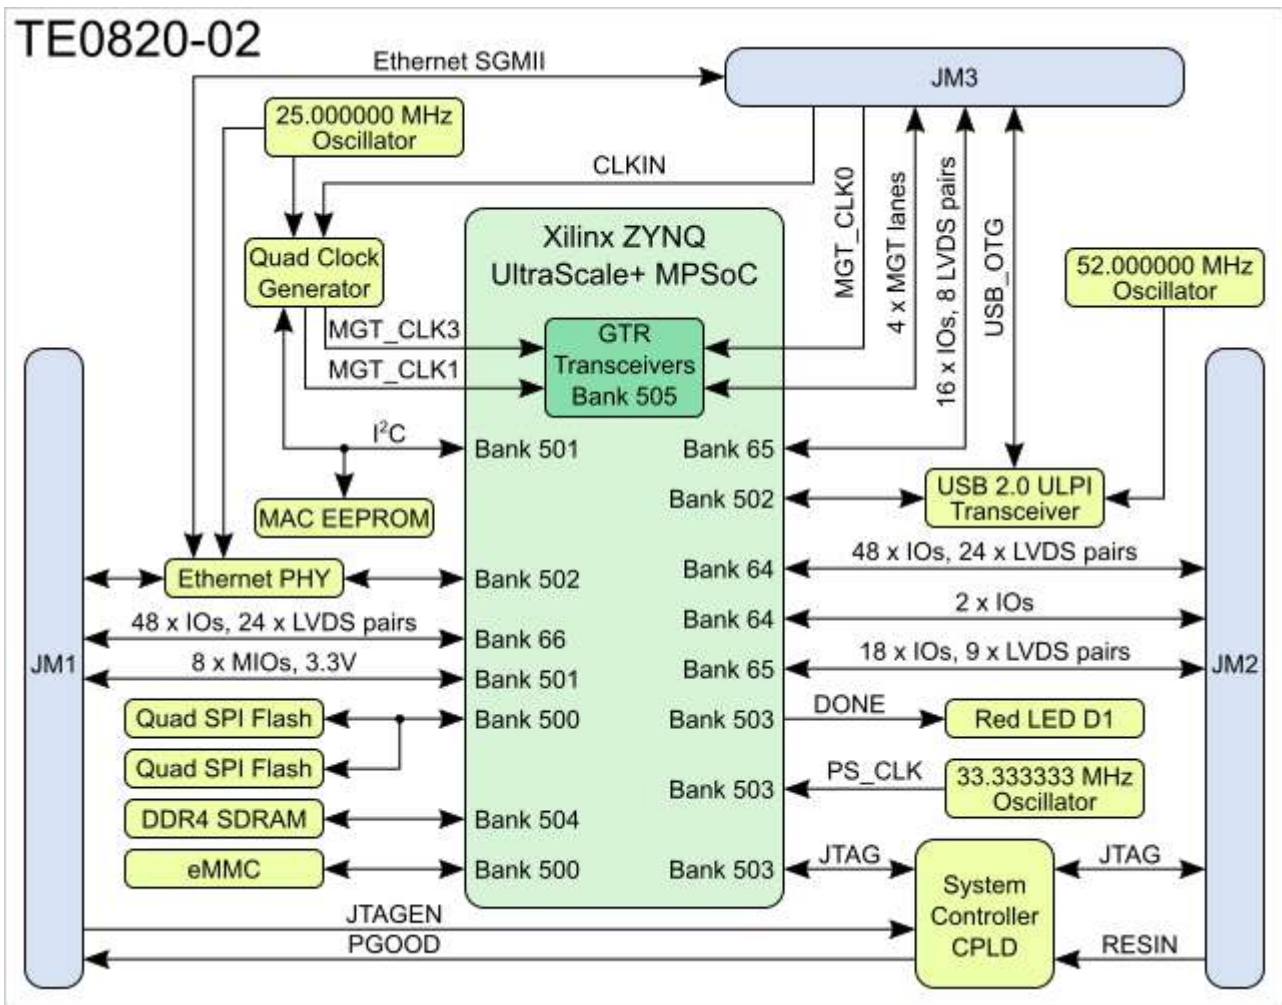 TE0820-02
Ethernet SGMII
JM3
25.000000 MHz
Oscillator
CLKIN
MGT_CLK0
4 x MGT lanes
16 x IOs, 8 LVDS pairs
USB_OTG
Xilinx ZYNQ
UltraScale+ MPSoC
Quad Clock
Generator
52.000000 MHz
Oscillator
MGT_CLK3
MGT_CLK1
GTR
Transceivers
Bank 505
I²C
Bank 501
Bank 65
MAC EEPROM
Bank 502
USB 2.0 ULPI
Transceiver
Ethernet PHY
Bank 502
Bank 64
48 x IOs, 24 x LVDS pairs
48 x IOs, 24 x LVDS pairs
Bank 66
Bank 64
2 x IOs
JM1
8 x MIOs, 3.3V
Bank 501
Bank 65
18 x IOs, 9 x LVDS pairs
JM2
Quad SPI Flash
Bank 500
Bank 503
DONE
Red LED D1
Quad SPI Flash
Bank 503
PS_CLK
33.333333 MHz
Oscillator
DDR4 SDRAM
Bank 504
eMMC
Bank 500
Bank 503
JTAG
System
Controller
CPLD
JTAG
JTAGEN
PGOOD
RESIN